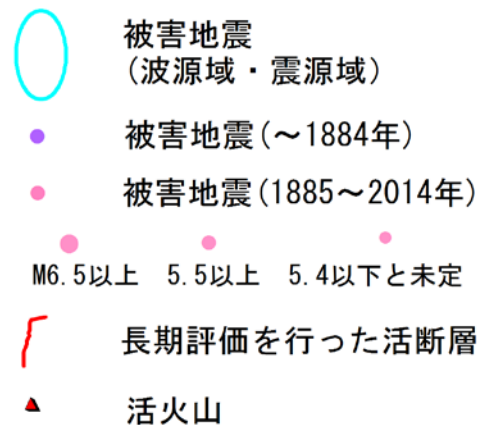 被害地震
(波源域・震源域)
被害地震(～1884年)
被害地震(1885～2014年)
M6.5以上 5.5以上 5.4以下と未定
長期評価を行った活断層
活火山